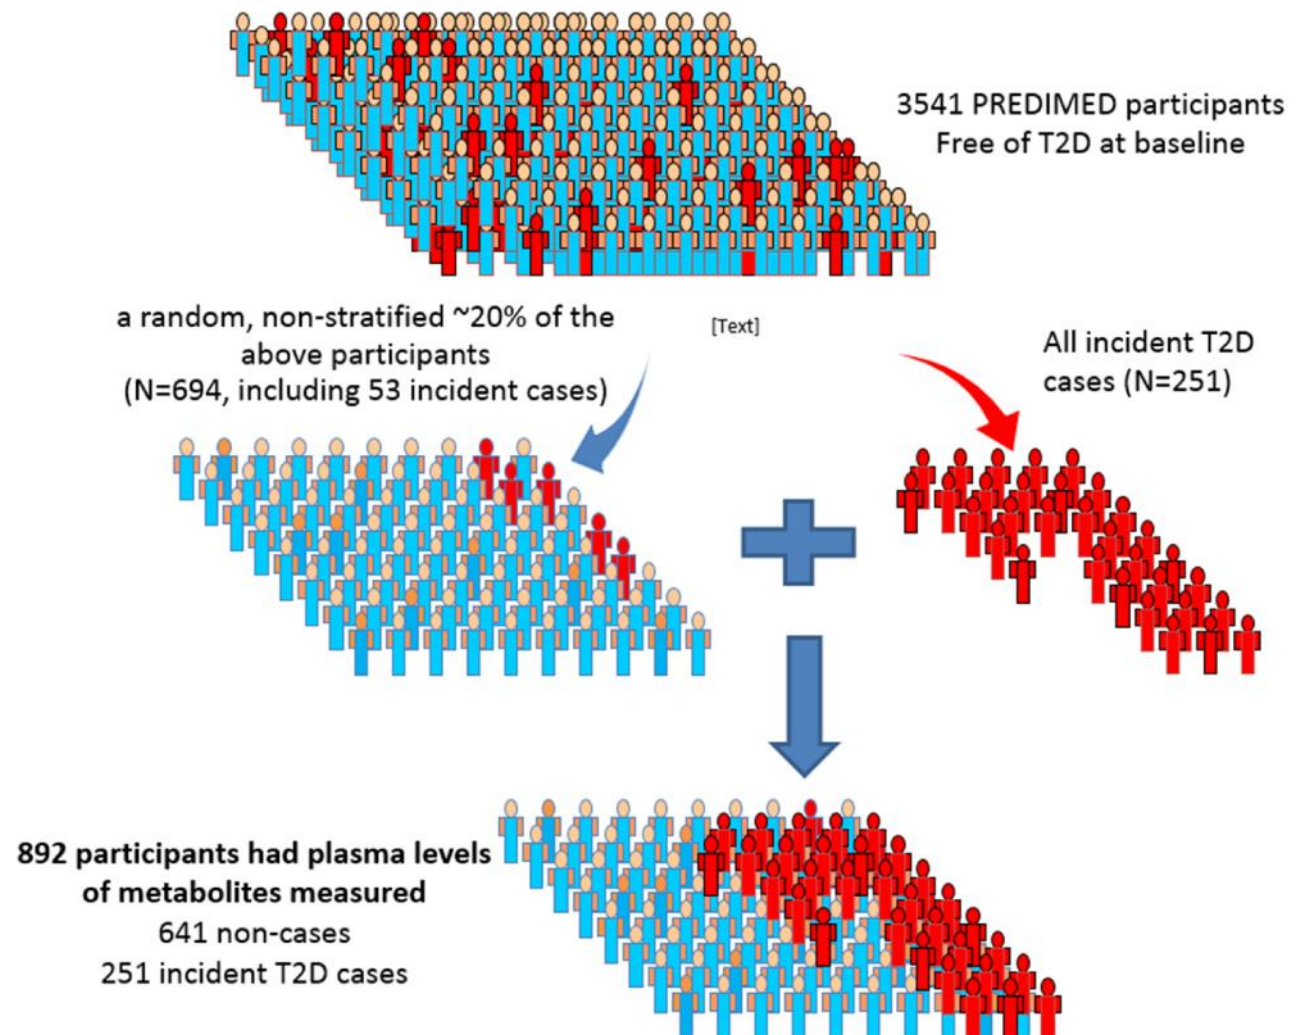 3541 PREDIMED participants
Free of T2D at baseline
a random, non-stratified ~20% of the
above participants
(N=694, including 53 incident cases)
[Text]
All incident T2D
cases (N=251)
892 participants had plasma levels
of metabolites measured
641 non-cases
251 incident T2D cases